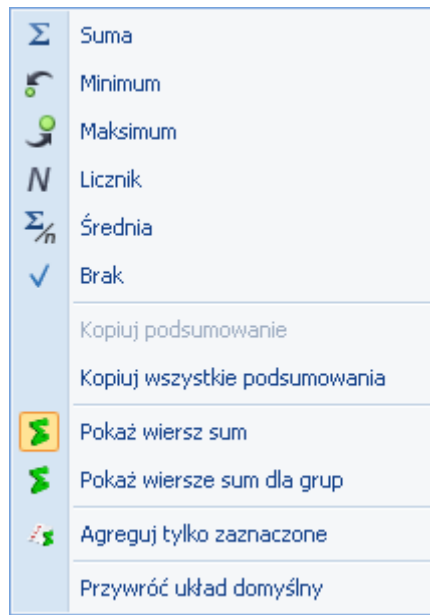 Σ Suma
Minimum
Maksimum
N Licznik
Σ/n Średnia
Brak
Kopiuj podsumowanie
Kopiuj wszystkie podsumowania
Pokaż wiersz sum
Pokaż wiersze sum dla grup
Agreguj tylko zaznaczone
Przywróć układ domyślny